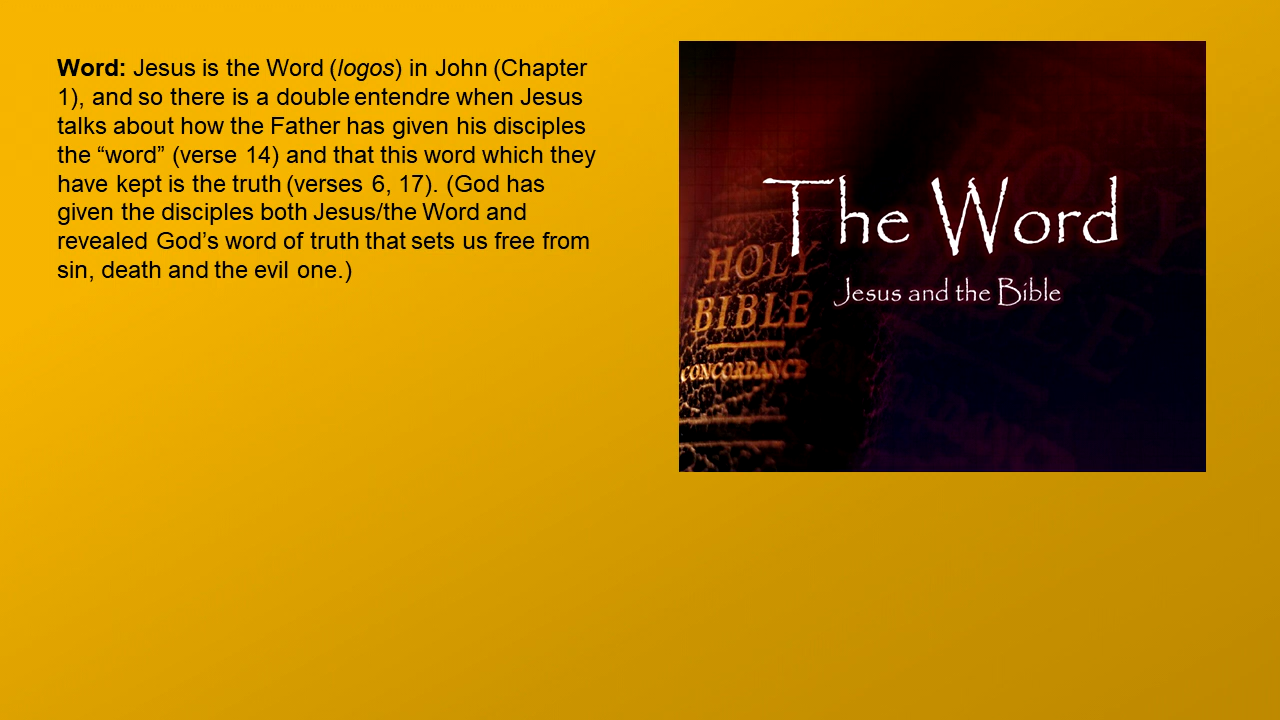 Word: Jesus is the Word (logos) in John (Chapter
1), and so there is a double entendre when Jesus
talks about how the Father has given his disciples
the “word” (verse 14) and that this word which they
have kept is the truth (verses 6, 17). (God has
given the disciples both Jesus/the Word and
revealed God’s word of truth that sets us free from
sin, death and the evil one.)
The Word
Jesus and the Bible
HOLY
BIBLE
CONCORDANCE